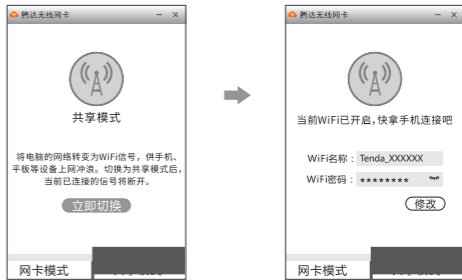 腾达无线网卡
共享模式
将电脑的网络转变为WiFi信号，供手机、
平板等设备上网冲浪。切换为共享模式后，
当前已连接的信号将断开。
立即切换
网卡模式
腾达无线网卡
当前WiFi已开启,快拿手机连接吧
WiFi名称： Tenda_XXXXXX
WiFi密码： ********
修改
网卡模式